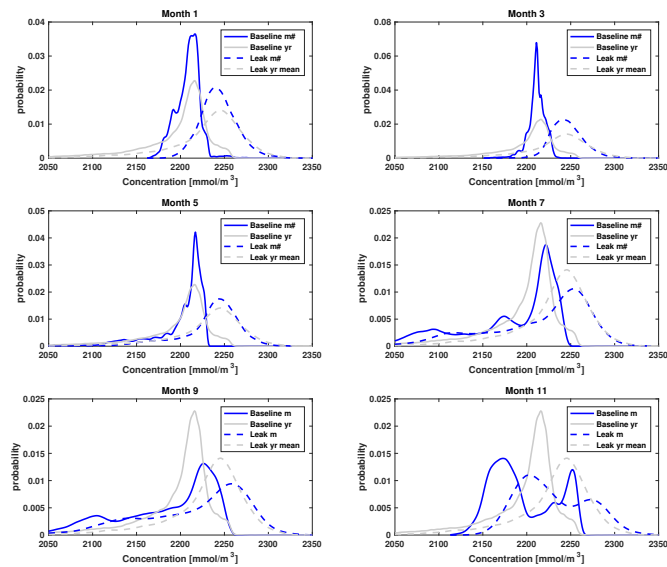 Month 1
0.04
0.03
0.02
0.01
0
probability
2050 2100 2150 2200 2250 2300 2350
Concentration [mmol/m³]
Baseline m#
Baseline yr
Leak m#
Leak yr mean
Month 3
0.08
0.06
0.04
0.02
0
probability
2050 2100 2150 2200 2250 2300 2350
Concentration [mmol/m³]
Baseline m#
Baseline yr
Leak m#
Leak yr mean
Month 5
0.05
0.04
0.03
0.02
0.01
0
probability
2050 2100 2150 2200 2250 2300 2350
Concentration [mmol/m³]
Baseline m#
Baseline yr
Leak m#
Leak yr mean
Month 7
0.025
0.02
0.015
0.01
0.005
0
probability
2050 2100 2150 2200 2250 2300 2350
Concentration [mmol/m³]
Baseline m#
Baseline yr
Leak m#
Leak yr mean
Month 9
0.025
0.02
0.015
0.01
0.005
0
probability
2050 2100 2150 2200 2250 2300 2350
Concentration [mmol/m³]
Baseline m
Baseline yr
Leak m
Leak yr mean
Month 11
0.025
0.02
0.015
0.01
0.005
0
probability
2050 2100 2150 2200 2250 2300 2350
Concentration [mmol/m³]
Baseline m
Baseline yr
Leak m
Leak yr mean